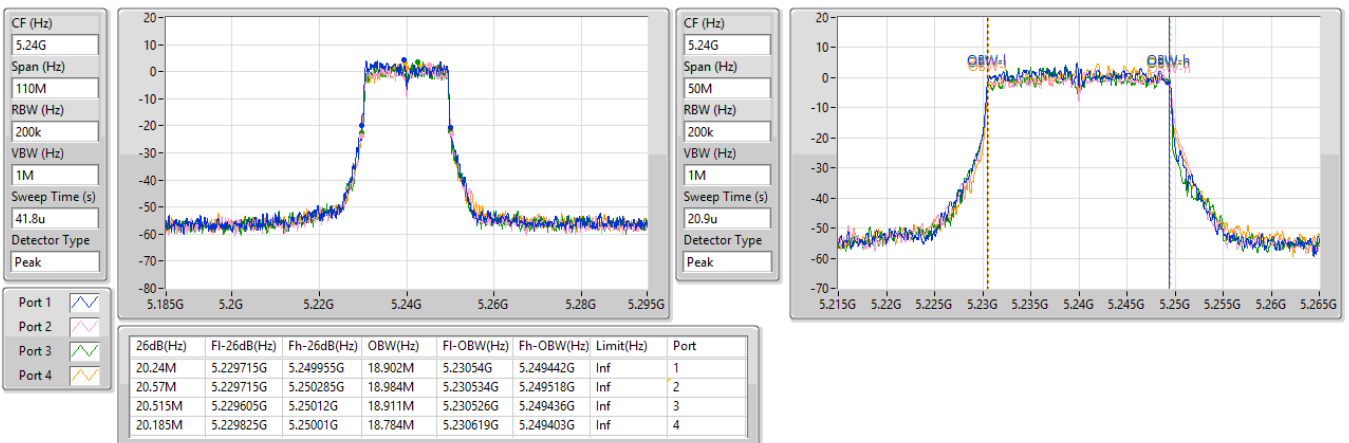 CF (Hz)
5.24G
Span (Hz)
110M
RBW (Hz)
200k
VBW (Hz)
1M
Sweep Time (s)
41.8u
Detector Type
Peak
20
10
0
-10
-20
-30
-40
-50
-60
-70
-80
5.185G 5.2G 5.22G 5.24G 5.26G 5.28G 5.295G
CF (Hz)
5.24G
Span (Hz)
50M
RBW (Hz)
200k
VBW (Hz)
1M
Sweep Time (s)
20.9u
Detector Type
Peak
20
10
0
-10
-20
-30
-40
-50
-60
-70
OBW-l OBW-h
5.215G 5.22G 5.225G 5.23G 5.235G 5.24G 5.245G 5.25G 5.255G 5.26G 5.265G
Port 1
Port 2
Port 3
Port 4
26dB(Hz) Fl-26dB(Hz) Fh-26dB(Hz) OBW(Hz) Fl-OBW(Hz) Fh-OBW(Hz) Limit(Hz) Port
20.24M 5.229715G 5.249955G 18.902M 5.23054G 5.249442G Inf 1
20.57M 5.229715G 5.250285G 18.984M 5.230534G 5.249518G Inf 2
20.515M 5.229605G 5.25012G 18.911M 5.230526G 5.249436G Inf 3
20.185M 5.229825G 5.25001G 18.784M 5.230619G 5.249403G Inf 4